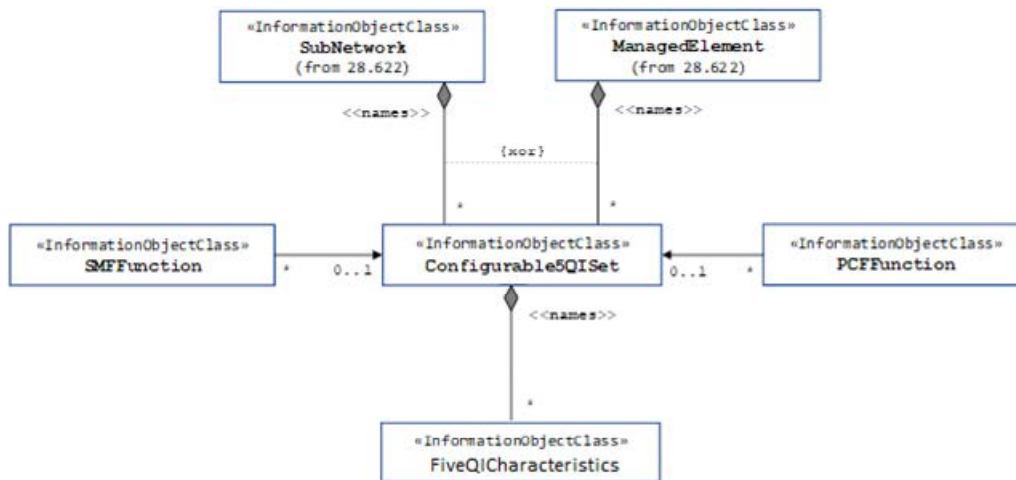 «InformationObjectClass»
SubNetwork
(from 28.622)
«InformationObjectClass»
ManagedElement
(from 28.622)
<<names>>
<<names>>
{xor}
*
*
«InformationObjectClass»
SMFFunction
*
0..1
«InformationObjectClass»
Configurable5QISet
0..1
*
«InformationObjectClass»
PCFFunction
<<names>>
*
«InformationObjectClass»
FiveQICharacteristics